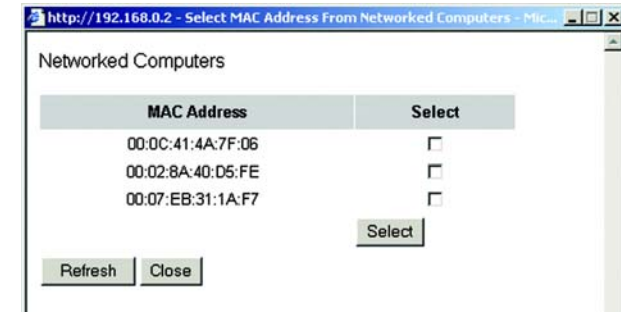 http://192.168.0.2 - Select MAC Address From Networked Computers - Mic...
Networked Computers
MAC Address Select
00:0C:41:4A:7F:06
00:02:8A:40:D5:FE
00:07:EB:31:1A:F7
Select
Refresh Close